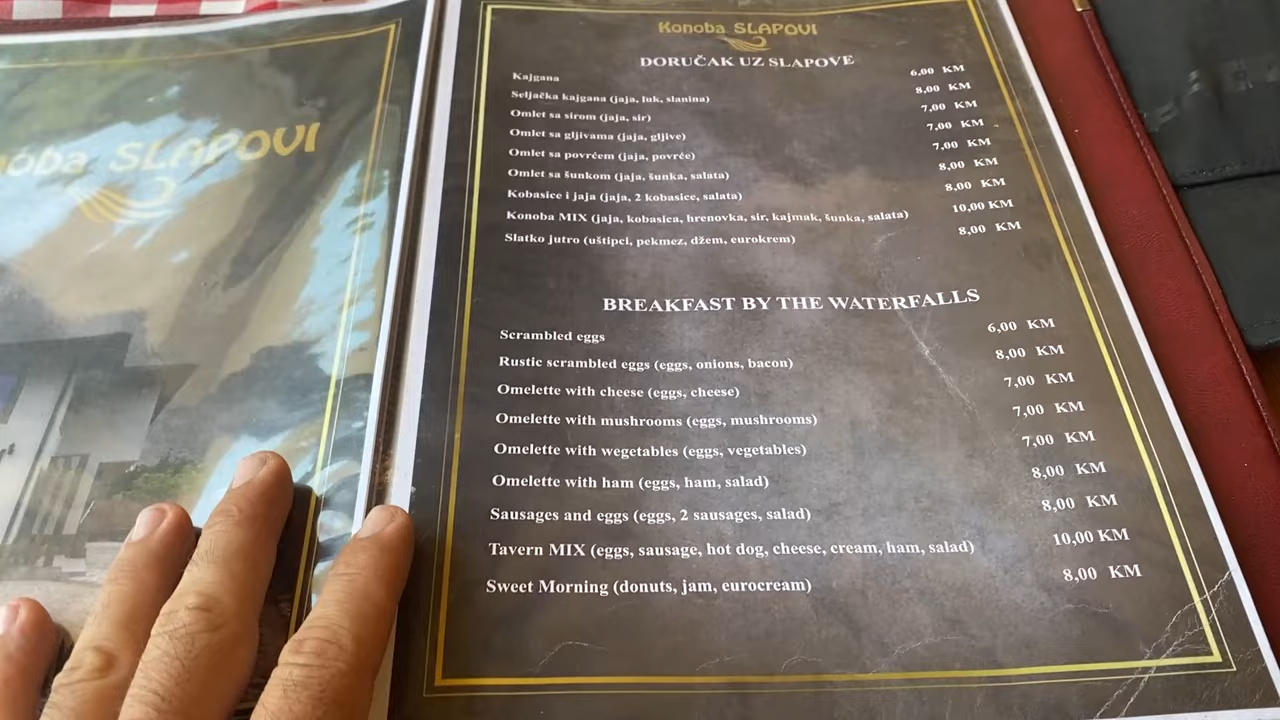 oba SLAPOVI
Konoba SLAPOVI
DORUČAK UZ SLAPOVE
Kajgana 6,00 KM
Seljačka kajgana (jaja, luk, slanina) 8,00 KM
Omlet sa sirom (jaja, sir) 7,00 KM
Omlet sa gljivama (jaja, gljive) 7,00 KM
Omlet sa povrćem (jaja, povrće) 7,00 KM
Omlet sa šunkom (jaja, šunka, salata) 8,00 KM
Kobasice i jaja (jaja, 2 kobasice, salata) 8,00 KM
Konoba MIX (jaja, kobasica, hrenovka, sir, kajmak, šunka, salata) 10,00 KM
Slatko jutro (uštipci, pekmez, džem, eurokrem) 8,00 KM
BREAKFAST BY THE WATERFALLS
Scrambled eggs 6,00 KM
Rustic scrambled eggs (eggs, onions, bacon) 8,00 KM
Omelette with cheese (eggs, cheese) 7,00 KM
Omelette with mushrooms (eggs, mushrooms) 7,00 KM
Omelette with wegetables (eggs, vegetables) 7,00 KM
Omelette with ham (eggs, ham, salad) 8,00 KM
Sausages and eggs (eggs, 2 sausages, salad) 8,00 KM
Tavern MIX (eggs, sausage, hot dog, cheese, cream, ham, salad) 10,00 KM
Sweet Morning (donuts, jam, eurocream) 8,00 KM